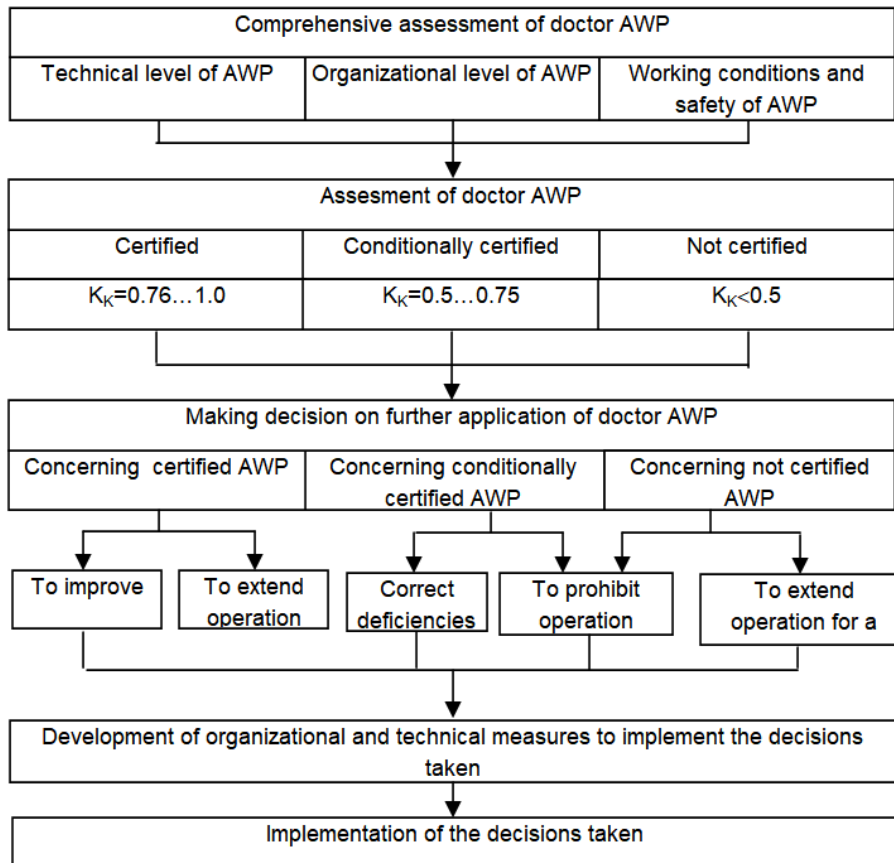 Comprehensive assessment of doctor AWP
Technical level of AWP
Organizational level of AWP
Working conditions and
safety of AWP
Assesment of doctor AWP
Certified
Conditionally certified
Not certified
K_K=0.76…1.0
K_K=0.5…0.75
K_K<0.5
Making decision on further application of doctor AWP
Concerning certified AWP
Concerning conditionally
certified AWP
Concerning not certified
AWP
To improve
To extend
operation
Correct
deficiencies
To prohibit
operation
To extend
operation for a
Development of organizational and technical measures to implement the decisions
taken
Implementation of the decisions taken